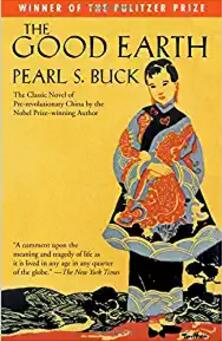 WINNER OF THE PULITZER PRIZE
THE
GOOD EARTH
PEARL S. BUCK
The Classic Novel of
Pre-revolutionary China by the
Nobel Prize-winning Author
"A comment upon the
meaning and tragedy of life as
it is lived in any age in any quarter
of the globe." —The New York Times